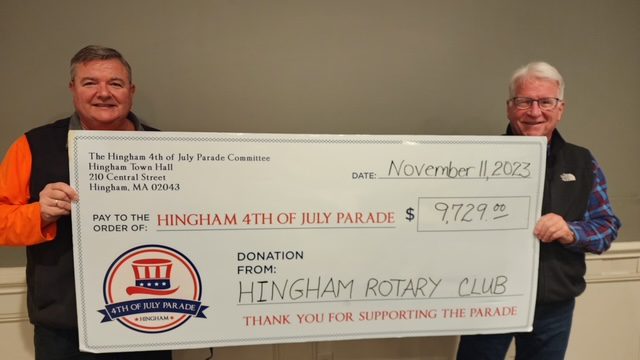 The Hingham 4th of July Parade Committee
Hingham Town Hall
210 Central Street
Hingham, MA 02043
DATE: November 11, 2023
PAY TO THE
ORDER OF: HINGHAM 4TH OF JULY PARADE $ 9,729.00
DONATION
FROM:
HINGHAM ROTARY CLUB
THANK YOU FOR SUPPORTING THE PARADE
4TH OF JULY PARADE
HINGHAM